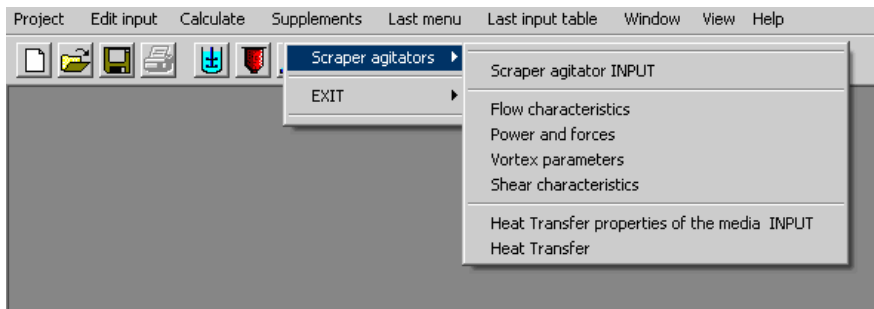 Project Edit input Calculate Supplements Last menu Last input table Window View Help
Scraper agitators
EXIT
Scraper agitator INPUT
Flow characteristics
Power and forces
Vortex parameters
Shear characteristics
Heat Transfer properties of the media INPUT
Heat Transfer